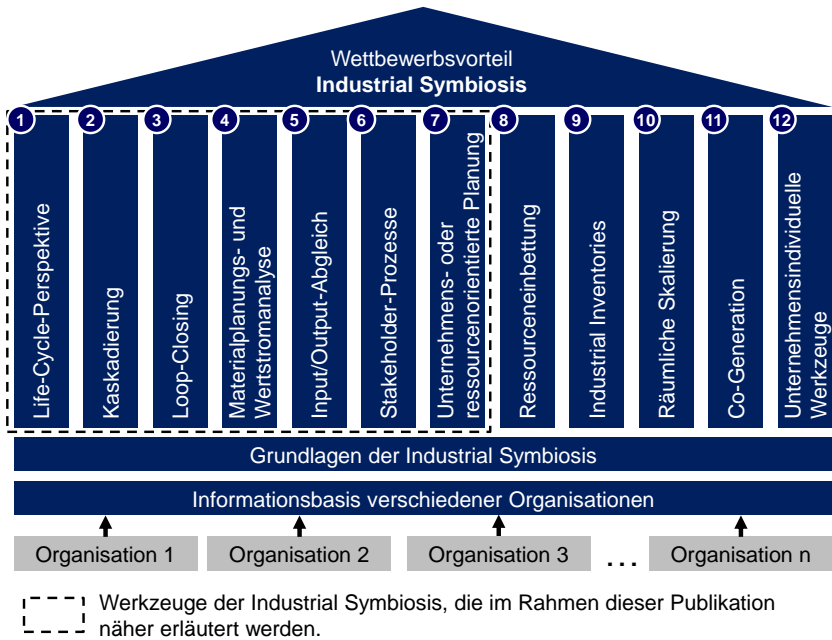 Wettbewerbsvorteil
Industrial Symbiosis
1
Life-Cycle-Perspektive
2
Kaskadierung
3
Loop-Closing
4
Materialplanungs- und
Wertstromanalyse
5
Input/Output-Abgleich
6
Stakeholder-Prozesse
7
Unternehmens- oder
ressourcenorientierte Planung
8
Ressourceneinbettung
9
Industrial Inventories
10
Räumliche Skalierung
11
Co-Generation
12
Unternehmensindividuelle
Werkzeuge
Grundlagen der Industrial Symbiosis
Informationsbasis verschiedener Organisationen
Organisation 1
Organisation 2
Organisation 3
...
Organisation n
Werkzeuge der Industrial Symbiosis, die im Rahmen dieser Publikation
näher erläutert werden.